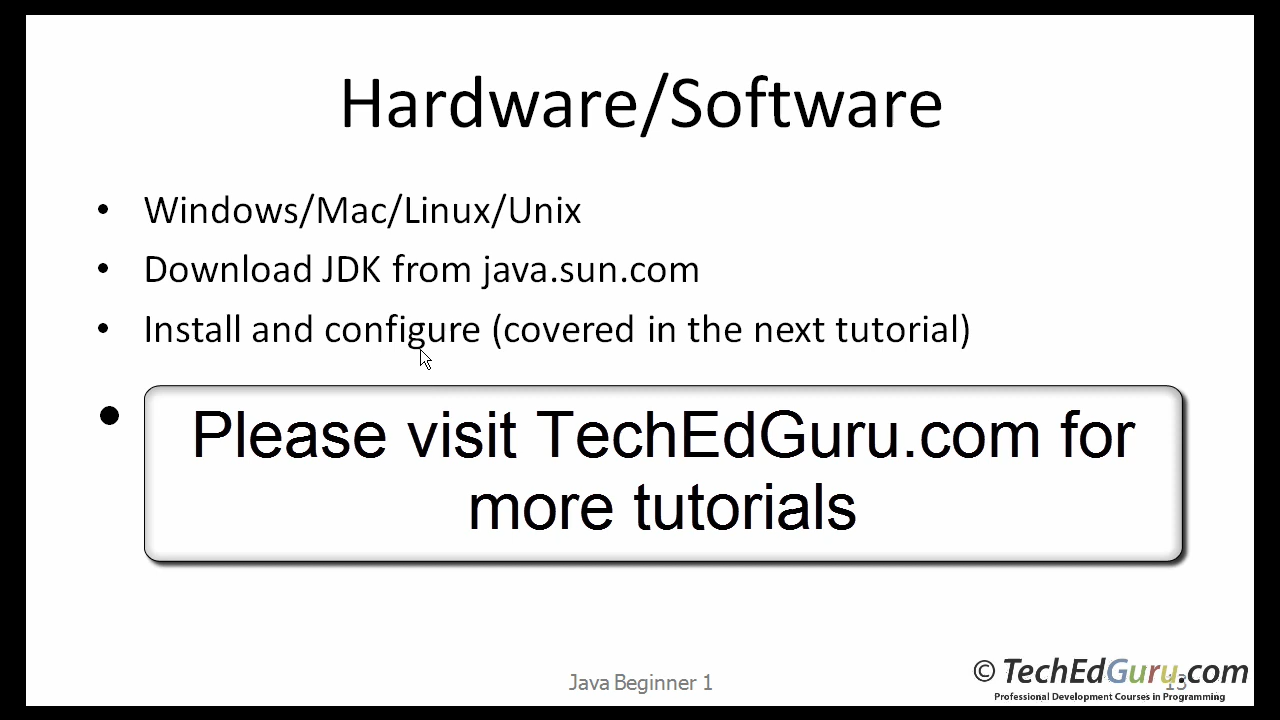 Hardware/Software
• Windows/Mac/Linux/Unix
• Download JDK from java.sun.com
• Install and configure (covered in the next tutorial)
• Please visit TechEdGuru.com for
more tutorials
Java Beginner 1
13
© TechEdGuru.com
Professional Development Courses in Programming